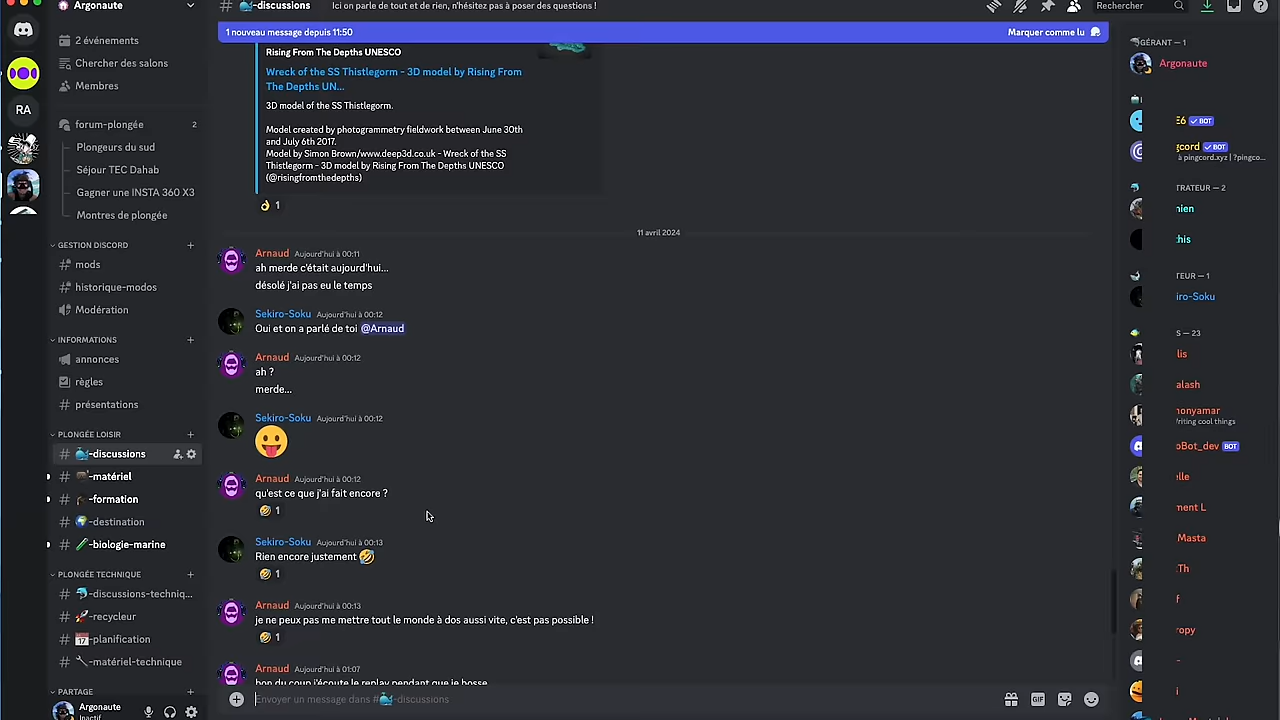 Argonaute
2 événements
Chercher des salons
Membres
RA
forum-plongée 2
Plongeurs du sud
Séjour TEC Dahab
Gagner une INSTA 360 X3
Montres de plongée
GESTION DISCORD
mods
historique-modos
Modération
INFORMATIONS
annonces
règles
présentations
PLONGÉE LOISIR
-discussions
-matériel
-formation
-destination
-biologie-marine
PLONGÉE TECHNIQUE
-discussions-techniq...
-recycleur
-planification
-matériel-technique
PARTAGE
Argonaute
Inactif
-discussions
Ici on parle de tout et de rien, n'hésitez pas à poser des questions !
Rechercher
1 nouveau message depuis 11:50
Marquer comme lu
Rising From The Depths UNESCO
Wreck of the SS Thistlegorm - 3D model by Rising From
The Depths UN...
3D model of the SS Thistlegorm.
Model created by photogrammetry fieldwork between June 30th
and July 6th 2017.
Model by Simon Brown/www.deep3d.co.uk - Wreck of the SS
Thistlegorm - 3D model by Rising From The Depths UNESCO
(@risingfromthedepths)
1
11 avril 2024
Arnaud Aujourd'hui à 00:11
ah merde c'était aujourd'hui...
désolé j'ai pas eu le temps
Sekiro-Soku Aujourd'hui à 00:12
Oui et on a parlé de toi @Arnaud
Arnaud Aujourd'hui à 00:12
ah ?
merde...
Sekiro-Soku Aujourd'hui à 00:12
Arnaud Aujourd'hui à 00:12
qu'est ce que j'ai fait encore ?
1
Sekiro-Soku Aujourd'hui à 00:13
Rien encore justement
1
Arnaud Aujourd'hui à 00:13
je ne peux pas me mettre tout le monde à dos aussi vite, c'est pas possible !
1
Arnaud Aujourd'hui à 01:07
bon du coup j'écoute le replay pendant que je bosse
Envoyer un message dans #-discussions
GIF
GÉRANT — 1
Argonaute
E6 BOT
gcord BOT
à pingcord.xyz | ?pingco...
TRATEUR — 2
nien
his
TEUR — 1
iro-Soku
S — 23
lis
alash
nonyamar
Writing cool things
oBot_dev BOT
elle
ment L
Masta
Th
f
ropy
-
i